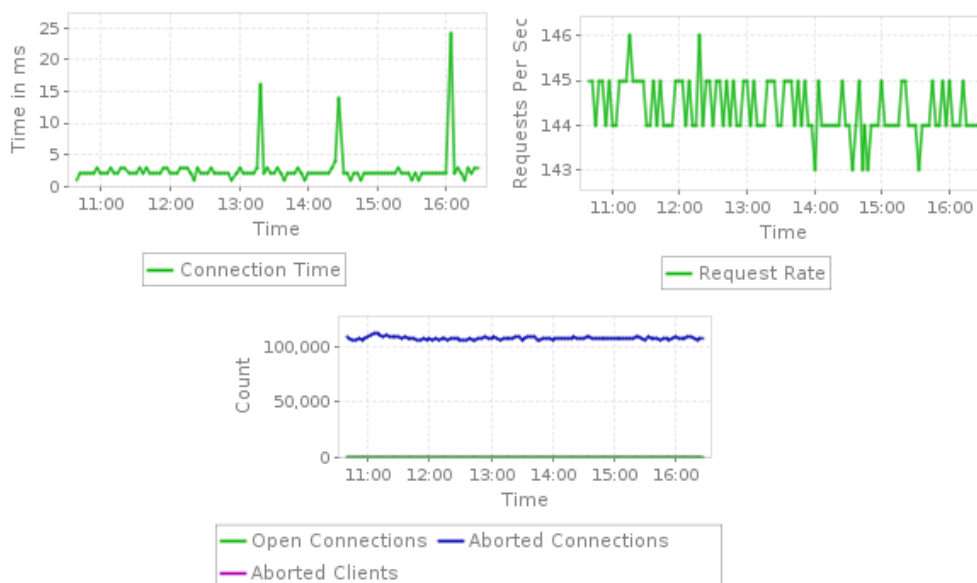 25
20
15
10
5
0
Time in ms
11:00 12:00 13:00 14:00 15:00 16:00
Time
Connection Time
146
145
144
143
Requests Per Sec
11:00 12:00 13:00 14:00 15:00 16:00
Time
Request Rate
100,000
50,000
0
Count
11:00 12:00 13:00 14:00 15:00 16:00
Time
Open Connections Aborted Connections
Aborted Clients